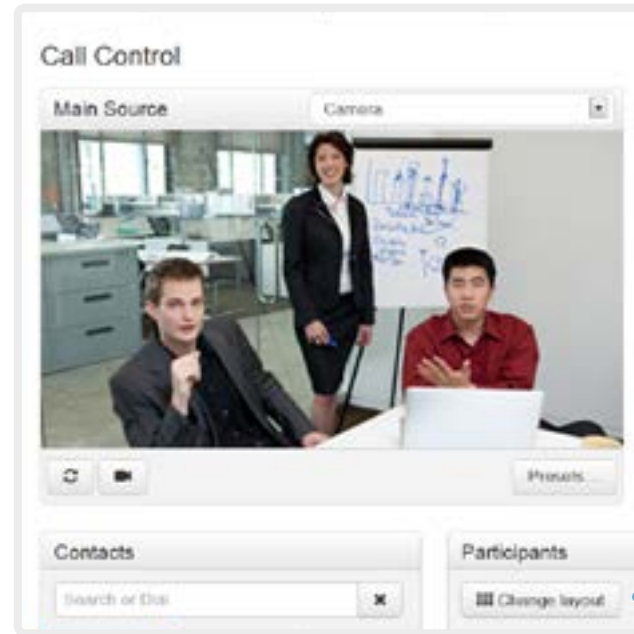 Call Control
Main Source
Camera
Presets...
Contacts
Participants
Search or Dial
Change layout